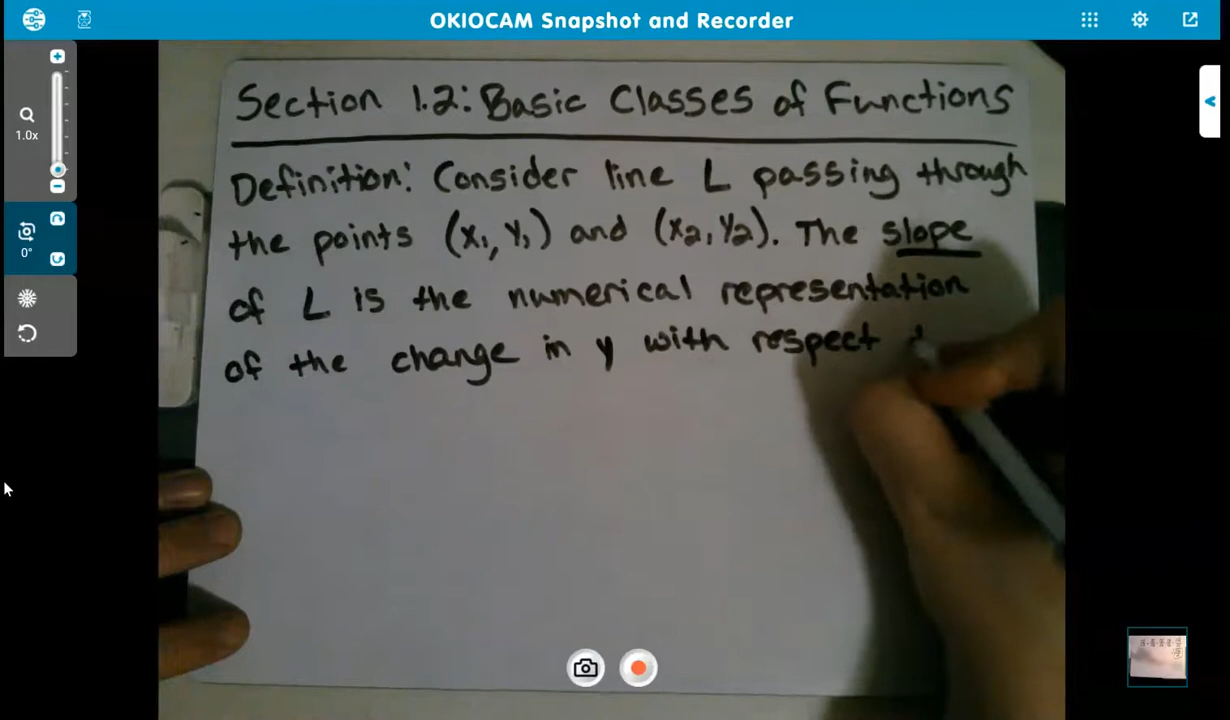 OKIOCAM Snapshot and Recorder
1.0x
0°
Section 1.2: Basic Classes of Functions
Definition: Consider line L passing through
the points (x₁, y₁) and (x₂, y₂). The slope
of L is the numerical representation
of the change in y with respect